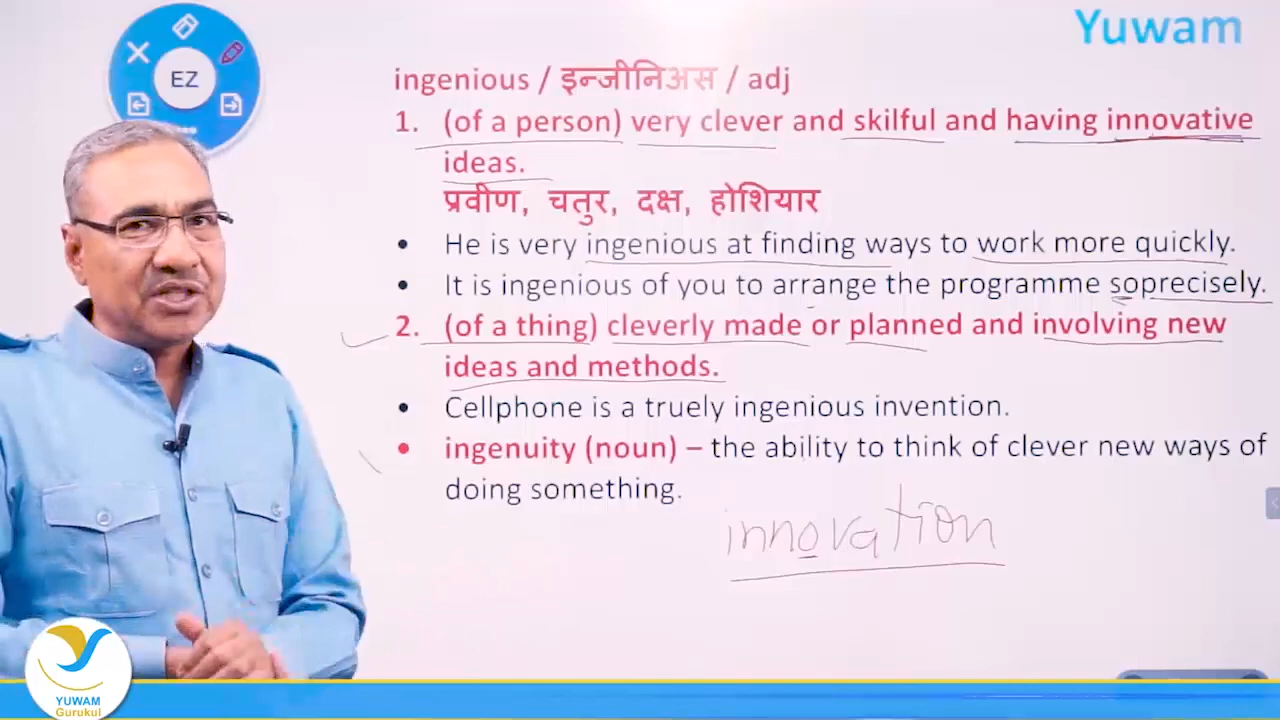 Yuwam
EZ
ingenious / इन्जीनिअस / adj
1. (of a person) very clever and skilful and having innovative
ideas.
प्रवीण, चतुर, दक्ष, होशियार
• He is very ingenious at finding ways to work more quickly.
• It is ingenious of you to arrange the programme soprecisely.
2. (of a thing) cleverly made or planned and involving new
ideas and methods.
• Cellphone is a truely ingenious invention.
• ingenuity (noun) – the ability to think of clever new ways of
doing something.
innovation
YUWAM
Gurukul